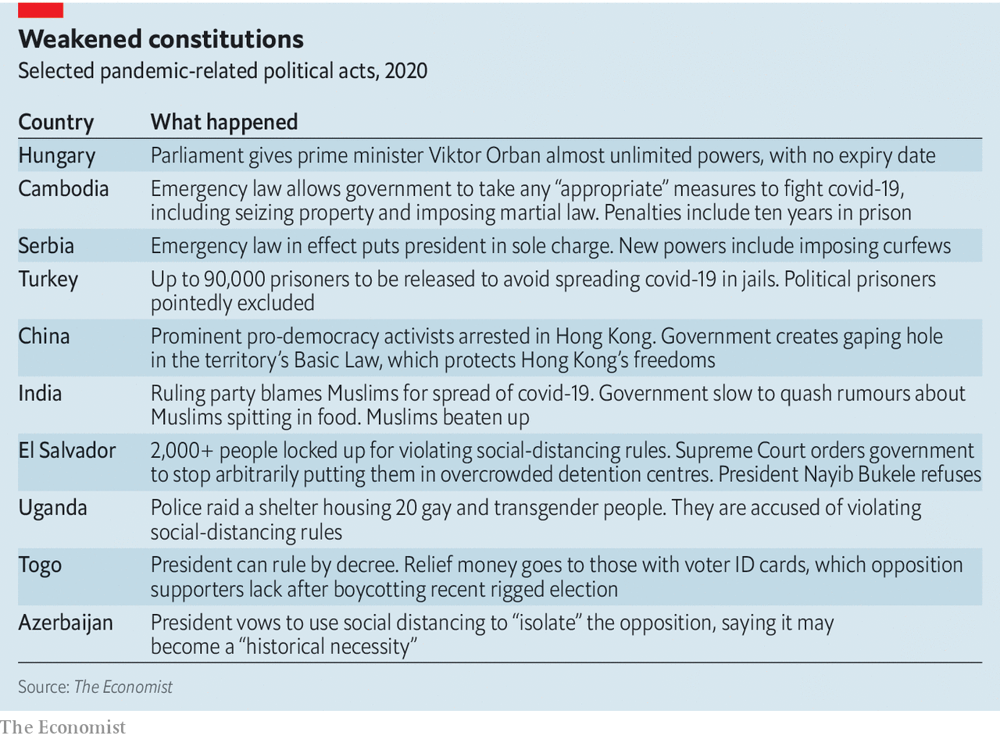 Weakened constitutions
Selected pandemic-related political acts, 2020
Country What happened
Hungary Parliament gives prime minister Viktor Orban almost unlimited powers, with no expiry date
Cambodia Emergency law allows government to take any “appropriate” measures to fight covid-19,
including seizing property and imposing martial law. Penalties include ten years in prison
Serbia Emergency law in effect puts president in sole charge. New powers include imposing curfews
Turkey Up to 90,000 prisoners to be released to avoid spreading covid-19 in jails. Political prisoners
pointedly excluded
China Prominent pro-democracy activists arrested in Hong Kong. Government creates gaping hole
in the territory’s Basic Law, which protects Hong Kong’s freedoms
India Ruling party blames Muslims for spread of covid-19. Government slow to quash rumours about
Muslims spitting in food. Muslims beaten up
El Salvador 2,000+ people locked up for violating social-distancing rules. Supreme Court orders government
to stop arbitrarily putting them in overcrowded detention centres. President Nayib Bukele refuses
Uganda Police raid a shelter housing 20 gay and transgender people. They are accused of violating
social-distancing rules
Togo President can rule by decree. Relief money goes to those with voter ID cards, which opposition
supporters lack after boycotting recent rigged election
Azerbaijan President vows to use social distancing to “isolate” the opposition, saying it may
become a “historical necessity”
Source: The Economist
The Economist